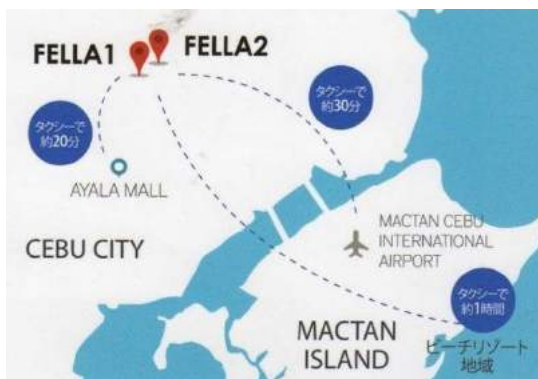 FELLA1
FELLA2
タクシーで
約20分
タクシーで
約30分
AYALA MALL
CEBU CITY
MACTAN CEBU
INTERNATIONAL
AIRPORT
タクシーで
約1時間
MACTAN
ISLAND
ビーチリゾート
地域